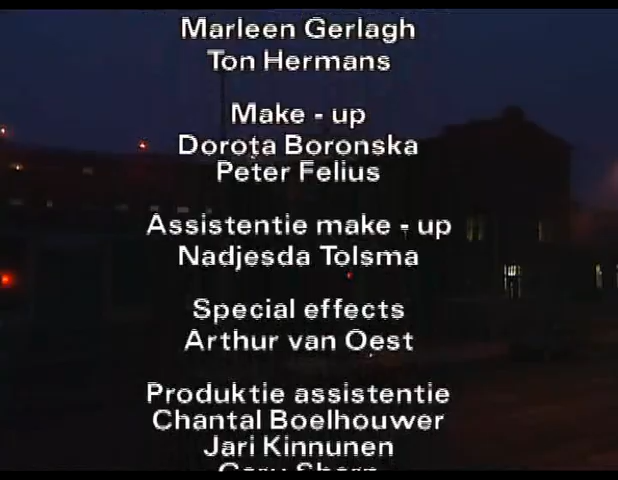 Marleen Gerlagh
Ton Hermans
Make - up
Dorota Boronska
Peter Felius
Assistentie make - up
Nadjesda Tolsma
Special effects
Arthur van Oest
Produktie assistentie
Chantal Boelhouwer
Jari Kinnunen
Gary